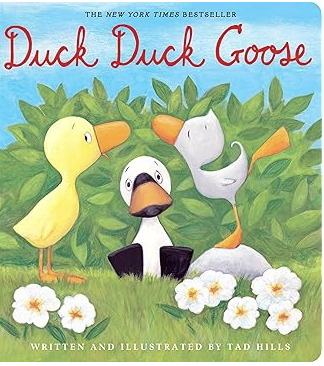 THE NEW YORK TIMES BESTSELLER
Duck Duck Goose
WRITTEN AND ILLUSTRATED BY TAD HILLS